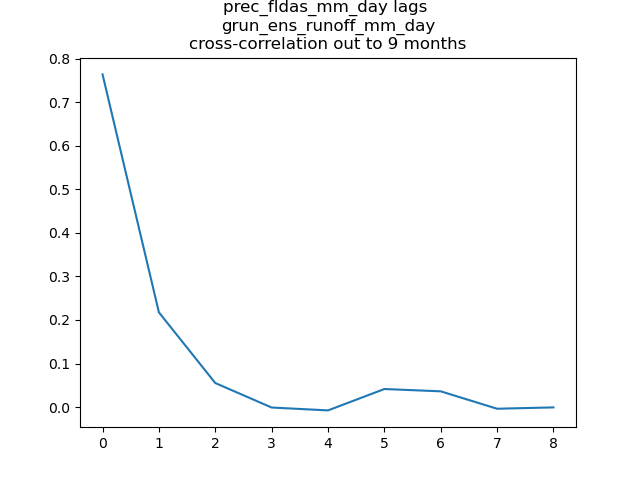 prec_fldas_mm_day lags
grun_ens_runoff_mm_day
cross-correlation out to 9 months
0.8
0.7
0.6
0.5
0.4
0.3
0.2
0.1
0.0
0 1 2 3 4 5 6 7 8